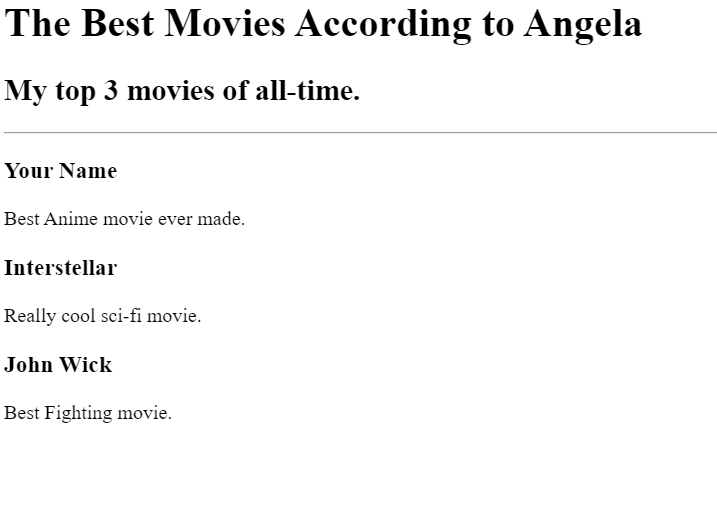 The Best Movies According to Angela
My top 3 movies of all-time.
Your Name
Best Anime movie ever made.
Interstellar
Really cool sci-fi movie.
John Wick
Best Fighting movie.